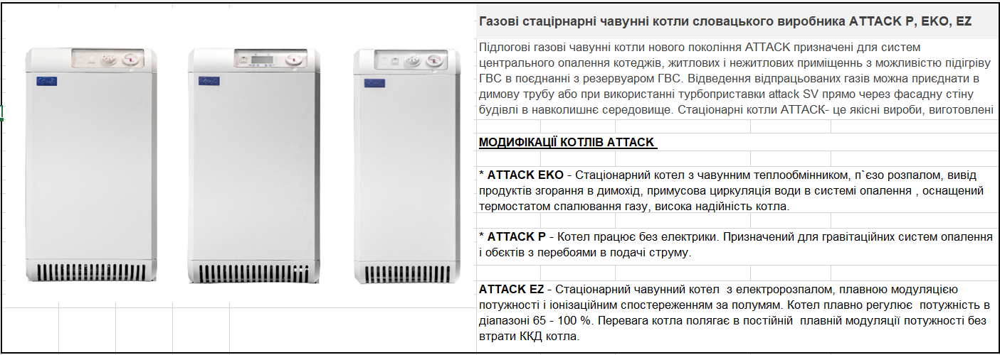 Газові стацірнарні чавунні котли словацького виробника ATTACK P, EKO, EZ
Підлогові газові чавунні котли нового покоління ATTACK призначені для систем
центрального опалення котеджів, житлових і нежитлових приміщеннь з можливістю підігріву
ГВС в поєднанні з резервуаром ГВС. Відведення відпрацьованих газів можна приєднати в
димову трубу або при використанні турбоприставки attack SV прямо через фасадну стіну
будівлі в навколишнє середовище. Стаціонарні котли АТТАСК- це якісні вироби, виготовлені
МОДИФІКАЦІЇ КОТЛІВ ATTACK
* ATTACK EKO - Стаціонарний котел з чавунним теплообмінником, п`єзо розпалом, вивід
продуктів згорання в димохід, примусова циркуляція води в системі опалення , оснащений
термостатом спалювання газу, висока надійність котла.
* ATTACK P - Котел працює без електрики. Призначений для гравітаційних систем опалення
і обєктів з перебоями в подачі струму.
ATTACK EZ - Стаціонарний чавунний котел  з електророзпалом, плавною модуляцією
потужності і іонізаційним спостереженням за полумям. Котел плавно регулює  потужність в
діапазоні 65 - 100 %. Перевага котла полягає в постійній  плавній модуляції потужності без
втрати ККД котла.